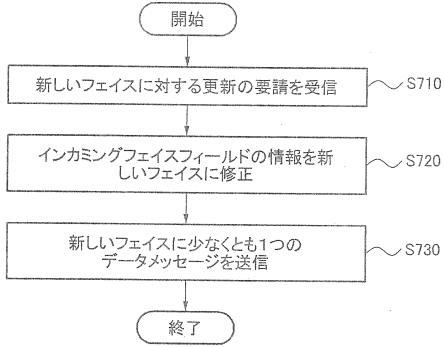 開始
新しいフェイスに対する更新の要請を受信
S710
インカミングフェイスフィールドの情報を新
しいフェイスに修正
S720
新しいフェイスに少なくとも1つの
データメッセージを送信
S730
終了